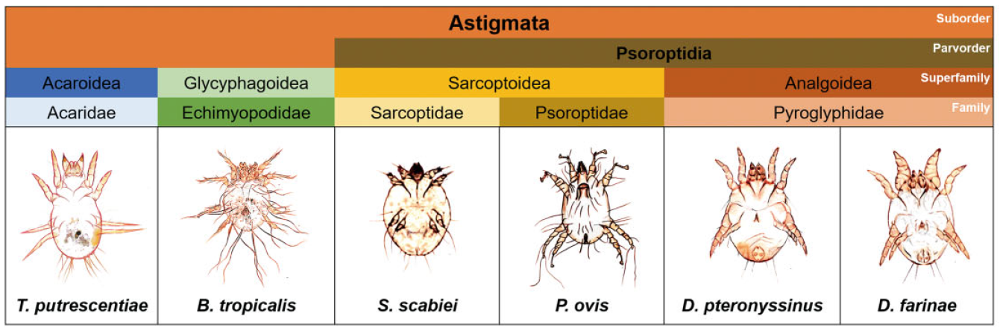 Astigmata Suborder
Psoroptidia Parvorder
Acaroidea Glycyphagoidea Sarcoptoidea Analgoidea Superfamily
Acaridae Echimyopodidae Sarcoptidae Psoroptidae Pyroglyphidae Family
T. putrescentiae B. tropicalis S. scabiei P. ovis D. pteronyssinus D. farinae